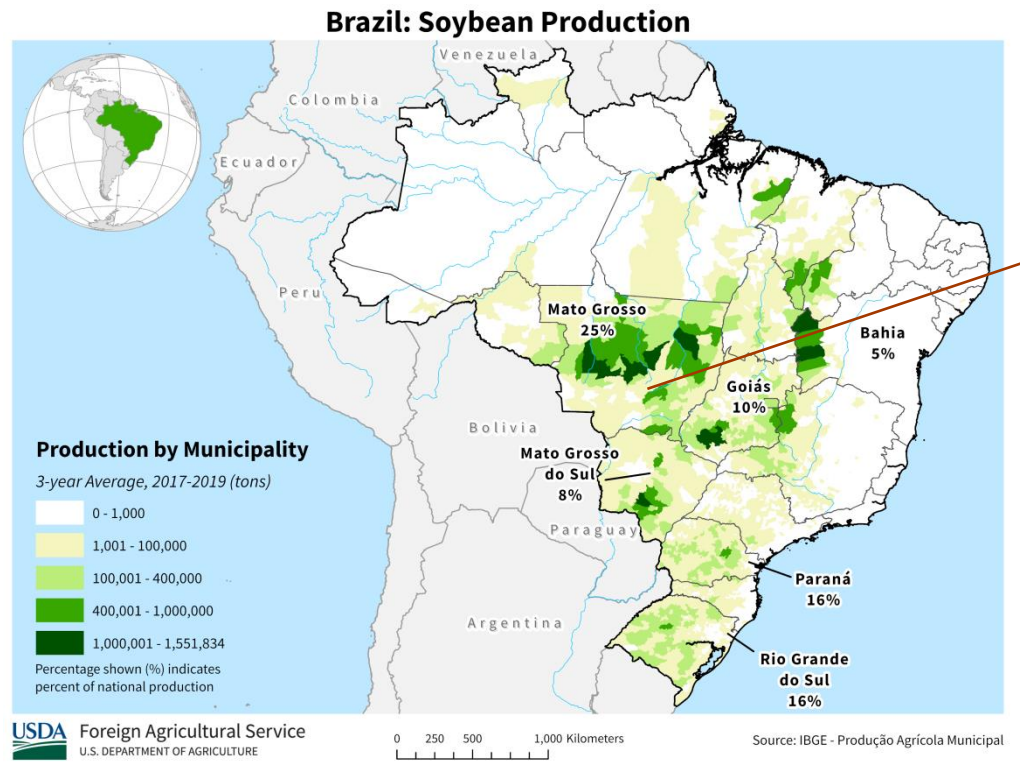 Brazil: Soybean Production
Venezuela
Colombia
Ecuador
Peru
Mato Grosso
25%
Bahia
5%
Goiás
10%
Bolivia
Mato Grosso
do Sul
8%
Paraguay
Paraná
16%
Argentina
Rio Grande
do Sul
16%
Production by Municipality
3-year Average, 2017-2019 (tons)
0 - 1,000
1,001 - 100,000
100,001 - 400,000
400,001 - 1,000,000
1,000,001 - 1,551,834
Percentage shown (%) indicates
percent of national production
USDA
Foreign Agricultural Service
U.S. DEPARTMENT OF AGRICULTURE
0 250 500 1,000 Kilometers
Source: IBGE - Produção Agrícola Municipal